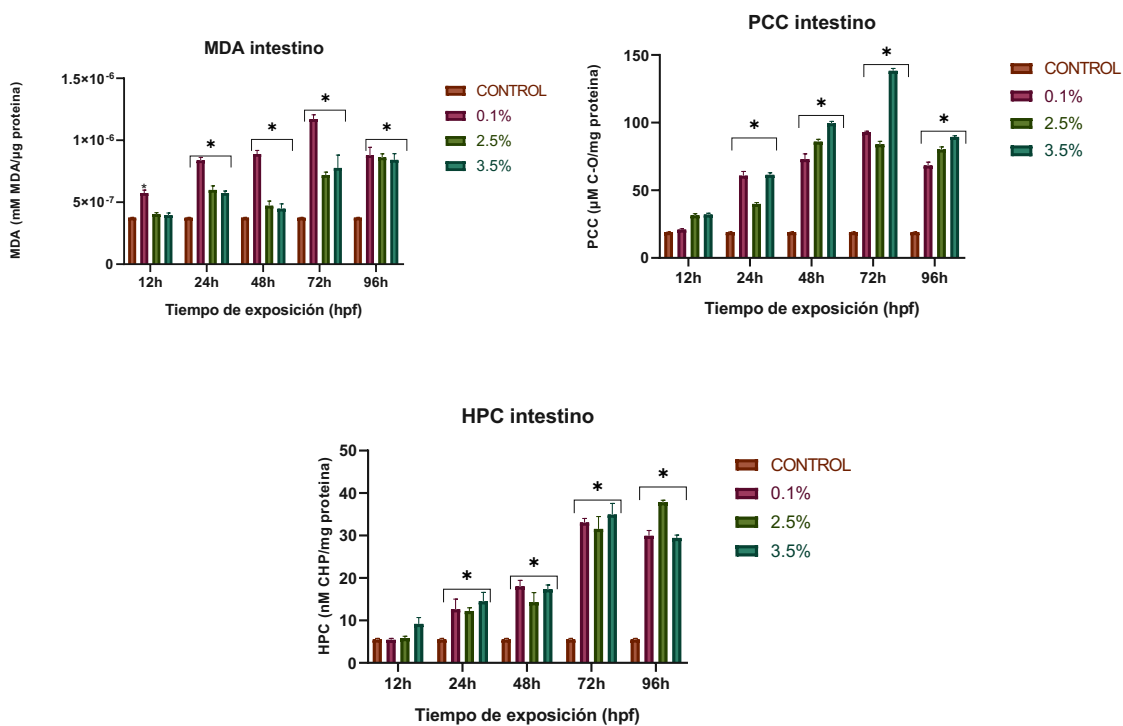 MDA intestino
MDA (mM MDA/µg proteina)
1.5×10⁻⁶
1×10⁻⁶
5×10⁻⁷
0
*
*
*
*
*
12h
24h
48h
72h
96h
Tiempo de exposición (hpf)
CONTROL
0.1%
2.5%
3.5%
PCC intestino
PCC (µM C-O/mg proteina)
150
100
50
0
*
*
*
*
12h
24h
48h
72h
96h
Tiempo de exposición (hpf)
CONTROL
0.1%
2.5%
3.5%
HPC intestino
HPC (nM CHP/mg proteina)
50
40
30
20
10
0
*
*
*
*
12h
24h
48h
72h
96h
Tiempo de exposición (hpf)
CONTROL
0.1%
2.5%
3.5%